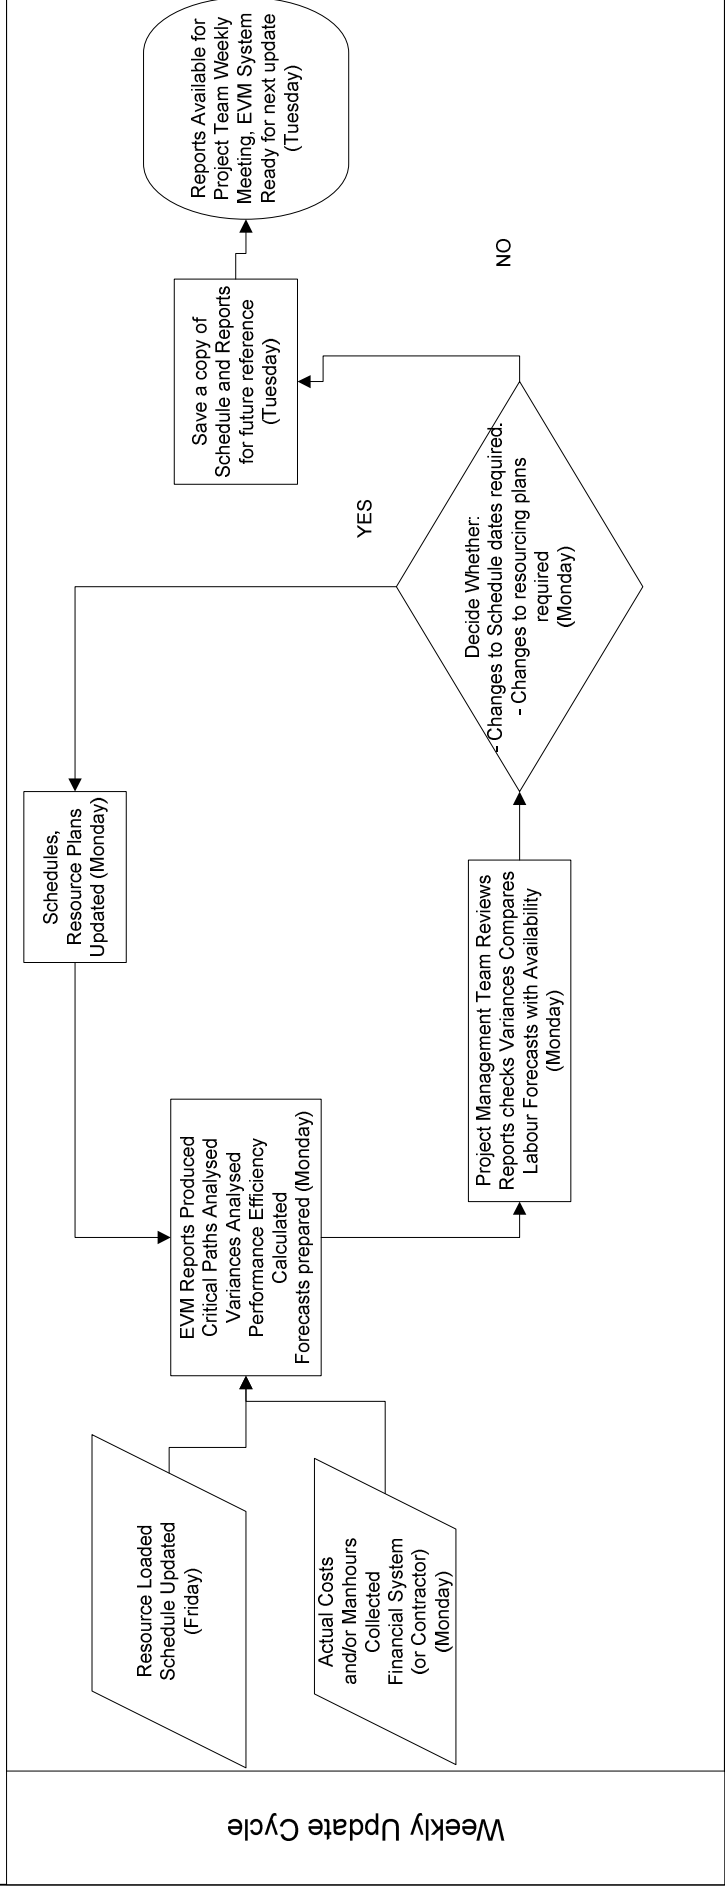 Weekly Update Cycle
Resource Loaded
Schedule Updated
(Friday)
Actual Costs
and/or Manhours
Collected
Financial System
(or Contractor)
(Monday)
EVM Reports Produced
Critical Paths Analysed
Variances Analysed
Performance Efficiency
Calculated
Forecasts prepared (Monday)
Schedules,
Resource Plans
Updated (Monday)
Project Management Team Reviews
Reports checks Variances Compares
Labour Forecasts with Availability
(Monday)
Decide Whether:
- Changes to Schedule dates required.
- Changes to resourcing plans
required
(Monday)
YES
NO
Save a copy of
Schedule and Reports
for future reference
(Tuesday)
Reports Available for
Project Team Weekly
Meeting, EVM System
Ready for next update
(Tuesday)